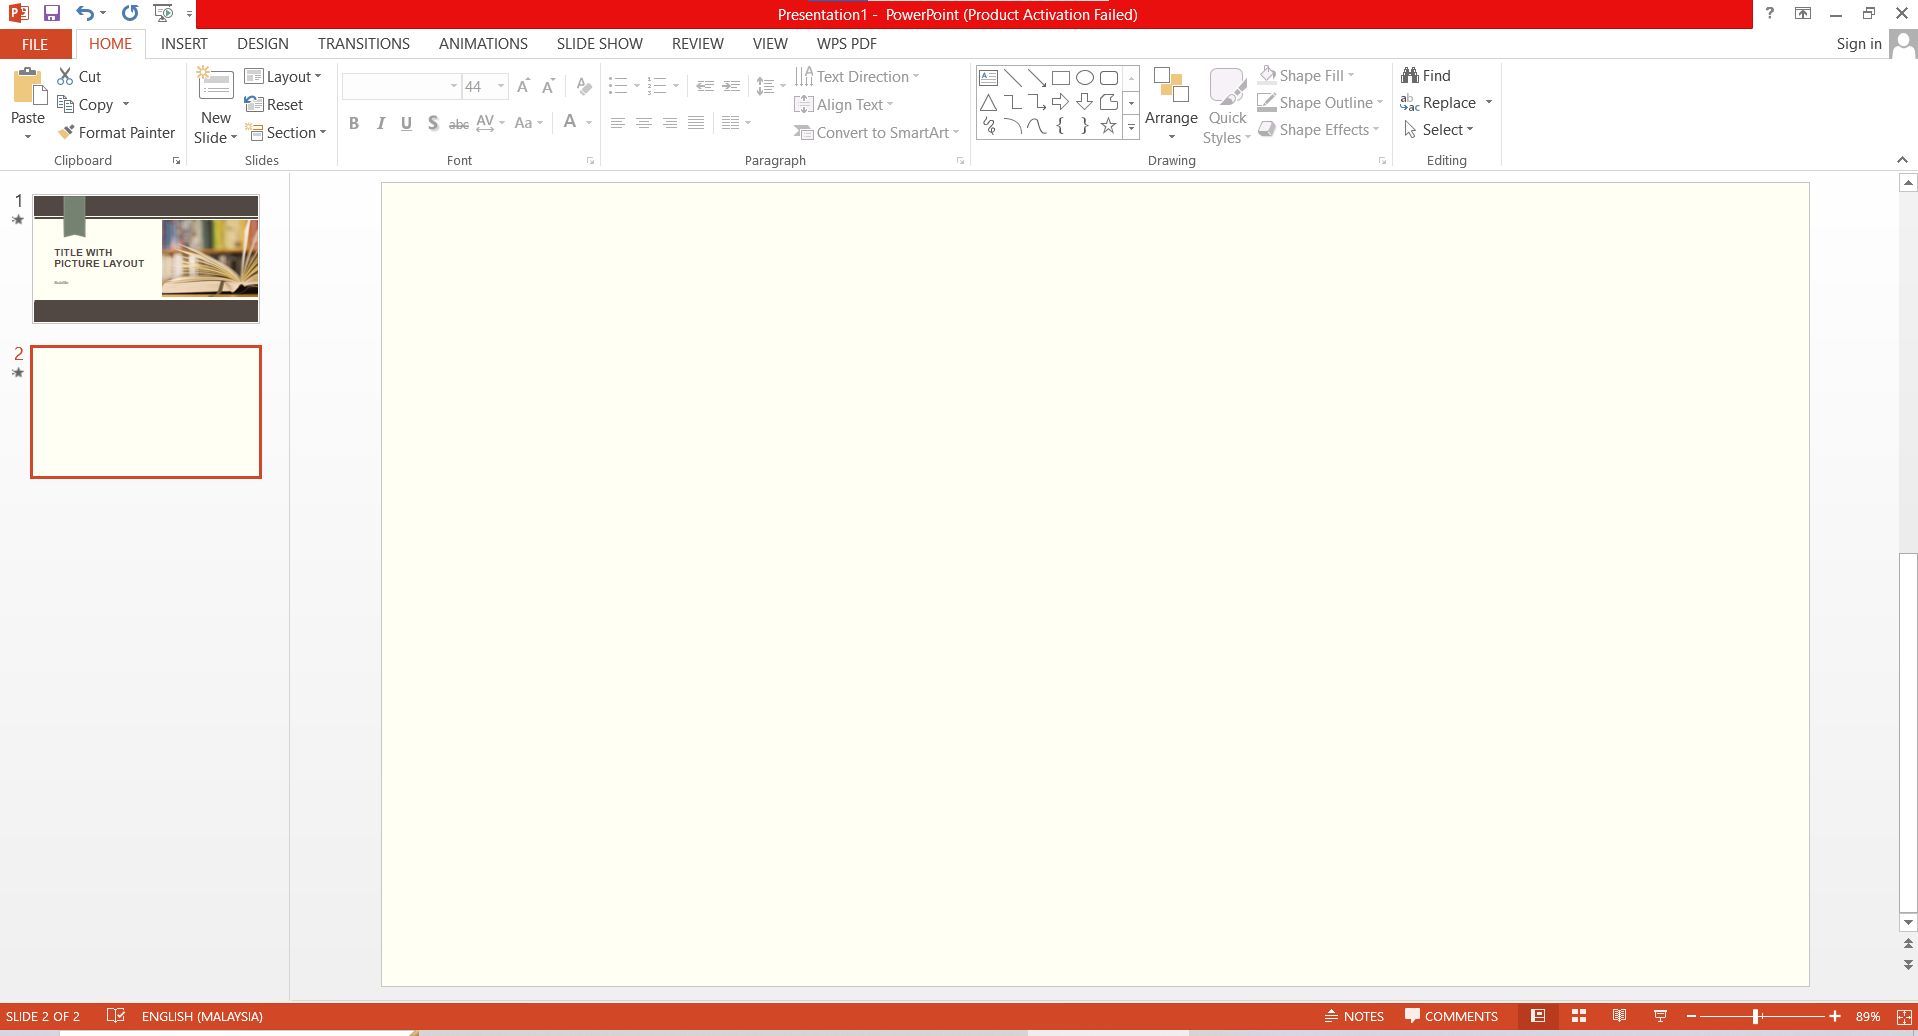 Presentation1 - PowerPoint (Product Activation Failed)
FILE HOME INSERT DESIGN TRANSITIONS ANIMATIONS SLIDE SHOW REVIEW VIEW WPS PDF Sign in
Paste
Cut
Copy
Format Painter
Clipboard
New
Slide
Layout
Reset
Section
Slides
44
B I U S abc AV Aa A
Font
Text Direction
Align Text
Convert to SmartArt
Paragraph
Arrange
Quick
Styles
Shape Fill
Shape Outline
Shape Effects
Drawing
Find
Replace
Select
Editing
1
TITLE WITH
PICTURE LAYOUT
2
SLIDE 2 OF 2 ENGLISH (MALAYSIA) NOTES COMMENTS 89%